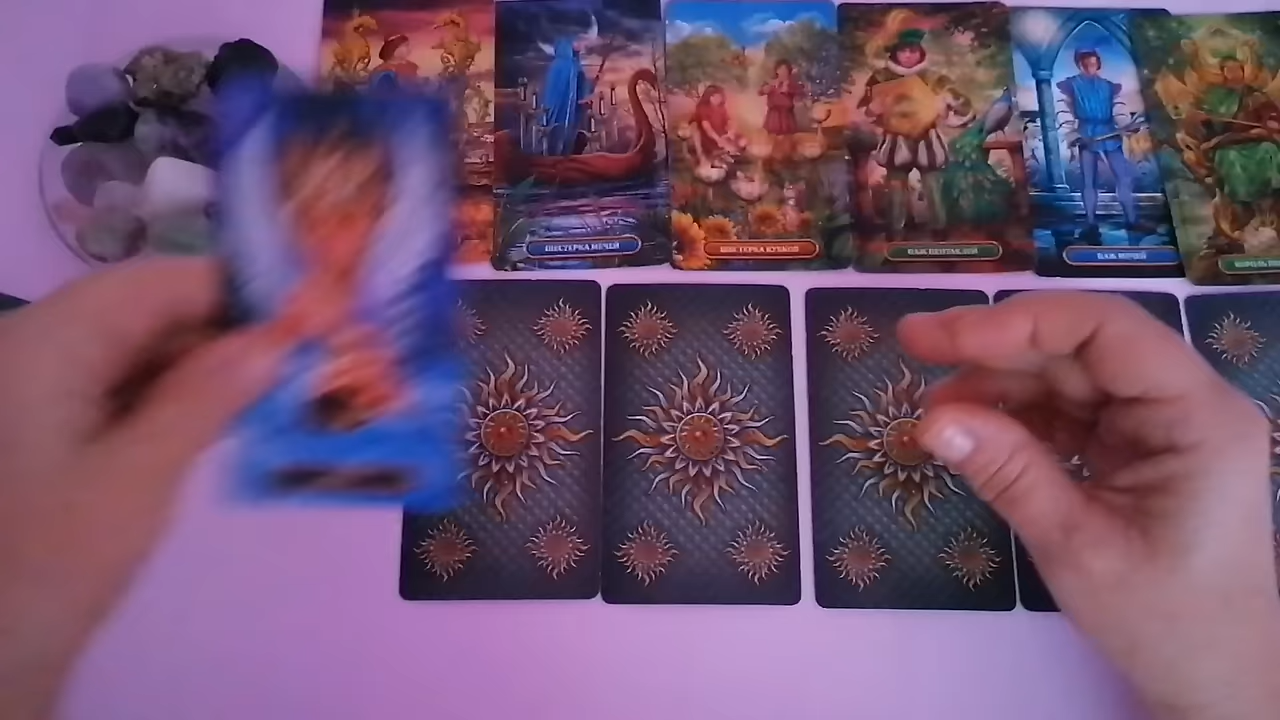 ШЕСТЕРКА МЕЧЕЙ
ШЕСТЕРКА КУБКОВ
ПАЖ ПЕНТАКЛЕЙ
ПАЖ МЕЧЕЙ
КОРОЛЬ